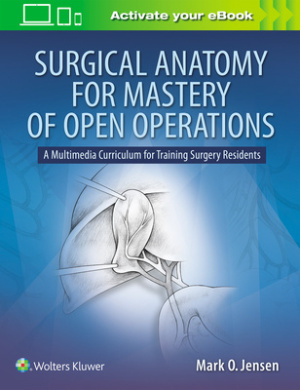 Activate your eBook
SURGICAL ANATOMY
FOR MASTERY
OF OPEN OPERATIONS
A Multimedia Curriculum for Training Surgery Residents
Wolters Kluwer
Mark O. Jensen